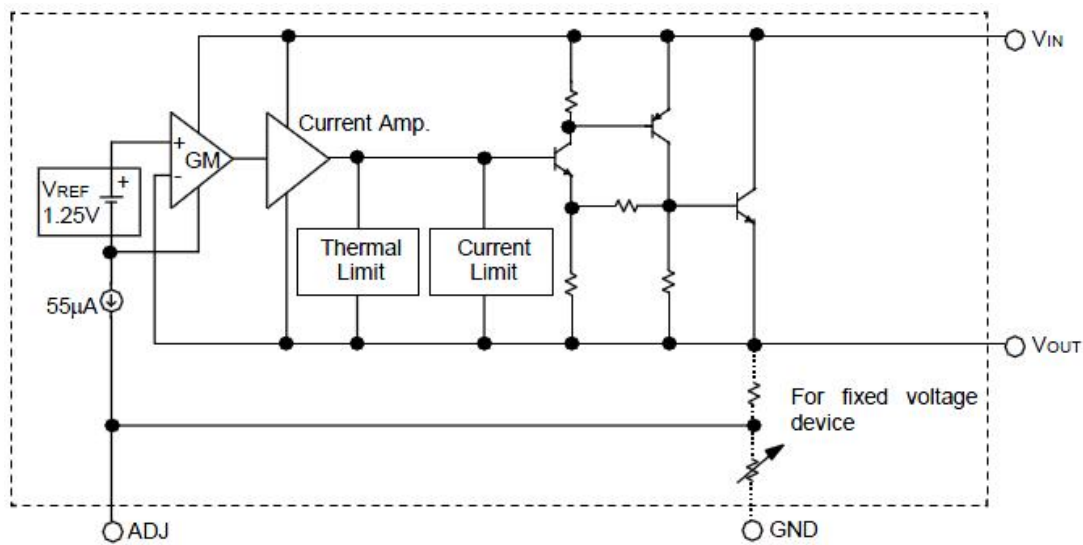 VIN
Current Amp.
+
GM
-
VREF
+
1.25V
Thermal
Limit
Current
Limit
55µA
VOUT
For fixed voltage
device
ADJ
GND